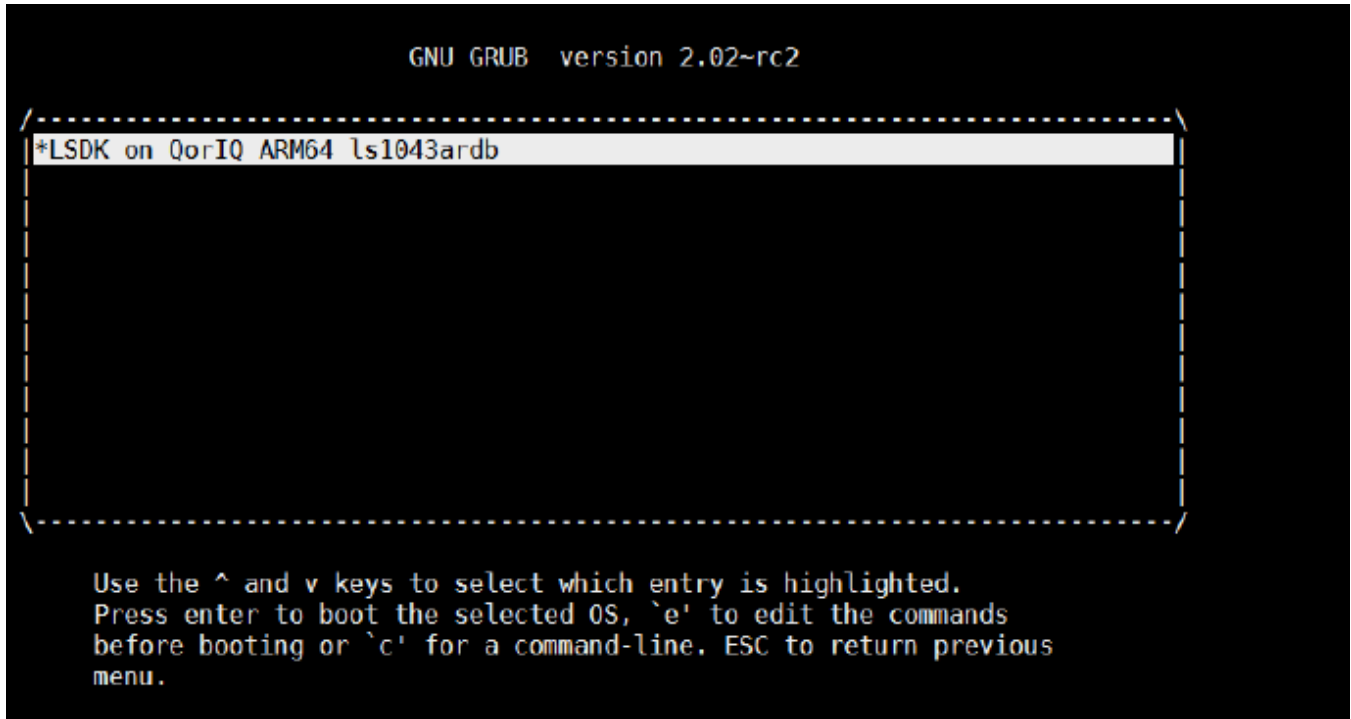 GNU GRUB version 2.02~rc2
*LSDK on QorIQ ARM64 ls1043ardb
Use the ^ and v keys to select which entry is highlighted.
Press enter to boot the selected OS, `e' to edit the commands
before booting or `c' for a command-line. ESC to return previous
menu.